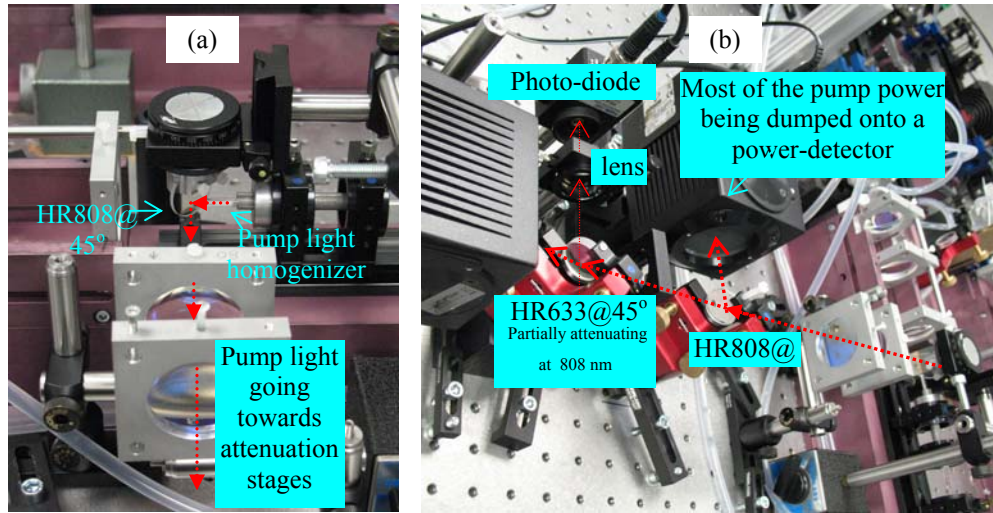 (a)
HR808@
45º
Pump light
homogenizer
Pump light
going
towards
attenuation
stages
(b)
Photo-diode
Most of the pump power
being dumped onto a
power-detector
lens
HR633@45º
Partially attenuating
at 808 nm
HR808@